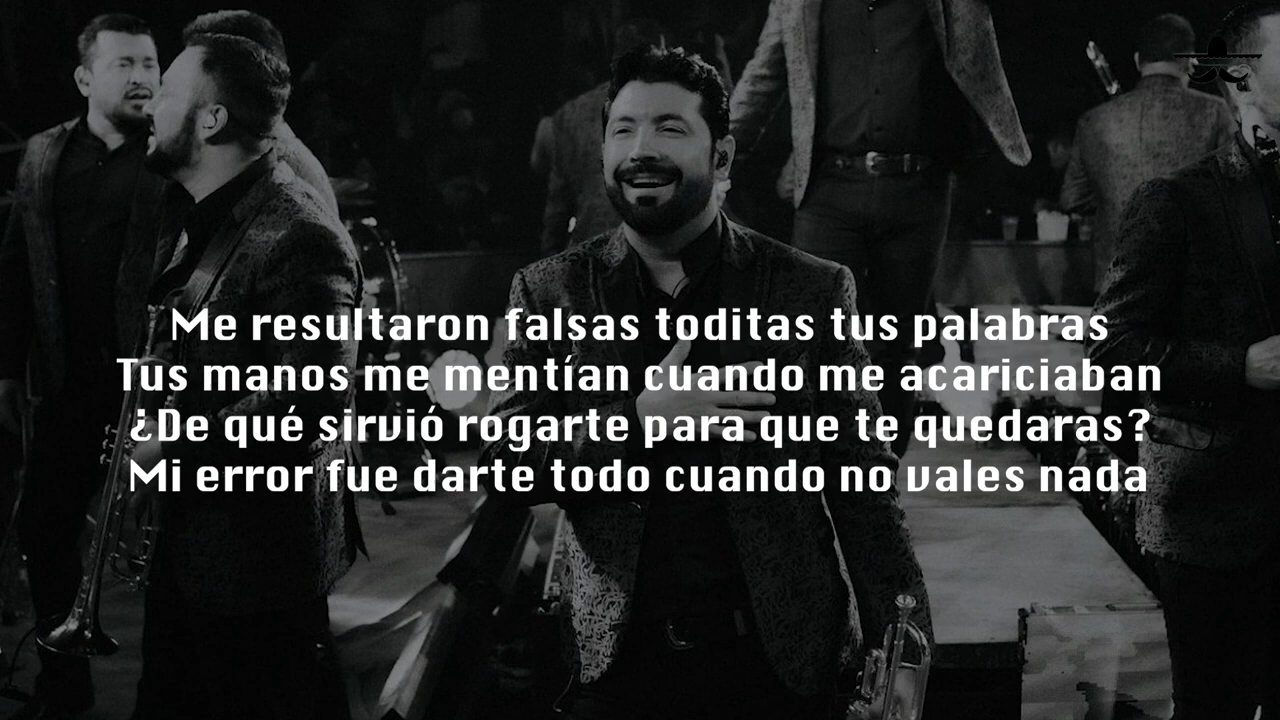 Me resultaron falsas toditas tus palabras
Tus manos me mentían cuando me acariciaban
¿De qué sirvió rogarte para que te quedaras?
Mi error fue darte todo cuando no vales nada